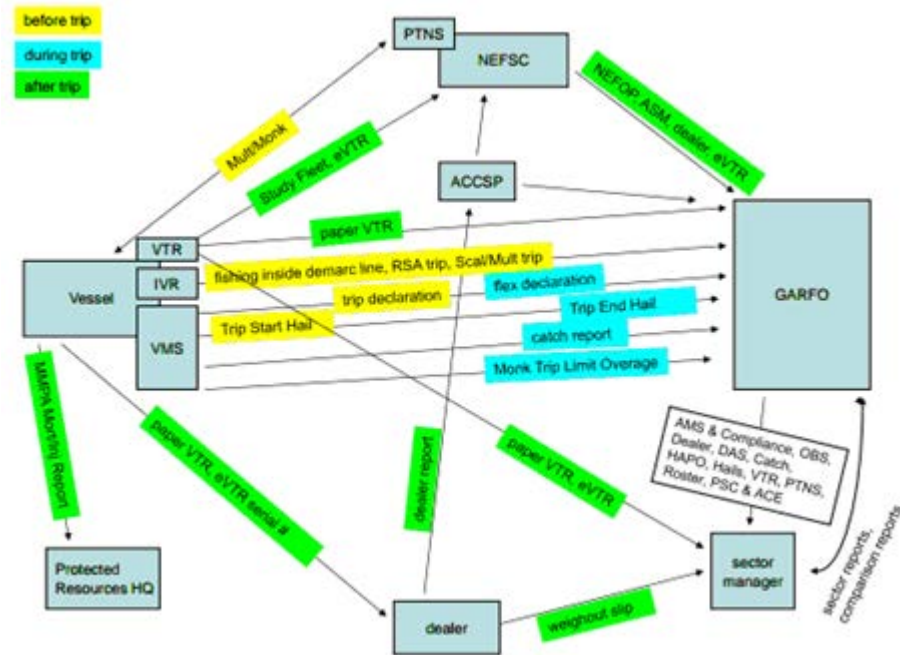 before trip
during trip
after trip
PTNS
NEFSC
NEFOP, ASM, dealer, eVTR
Mult/Monk
Study Fleet, eVTR
ACCSP
paper VTR
VTR
IVR
Vessel
VMS
fishing inside demarc line, RSA trip, Scal/Mult trip
trip declaration
flex declaration
Trip Start Hail
Trip End Hail
catch report
Monk Trip Limit Overage
GARFO
MMPA Mort/Inj Report
paper VTR, eVTR serial #
dealer report
paper VTR, eVTR
AMS & Compliance, OBS,
Dealer, DAS, Catch,
HAPO, Hails, VTR, PTNS,
Roster, PSC & ACE
sector reports,
comparison reports
Protected
Resources HQ
sector
manager
dealer
weighout slip